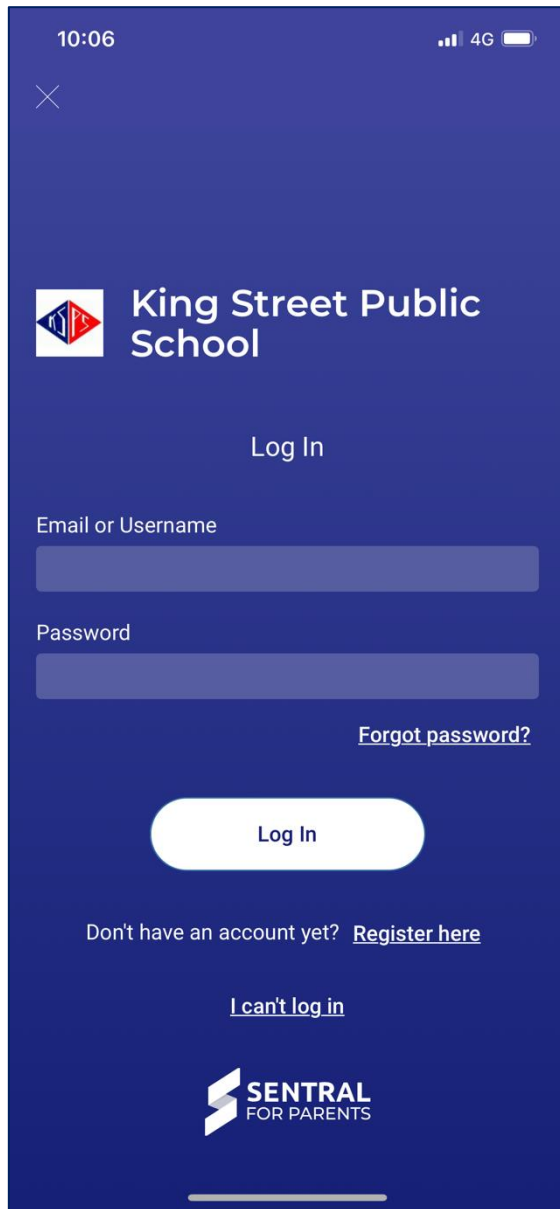 10:06
4G
KSPS
King Street Public
School
Log In
Email or Username
Password
Forgot password?
Log In
Don't have an account yet? Register here
I can't log in
SENTRAL
FOR PARENTS